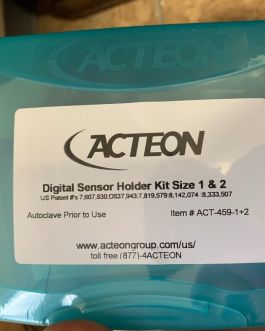 ACTEON
Digital Sensor Holder Kit Size 1 & 2
US Patent #'s 7,607,830;D537,943;7,819,579;8,142,074 ;8,333,507
Autoclave Prior to Use Item # ACT-459-1+2
www.acteongroup.com/us/
toll free (877)-4ACTEON